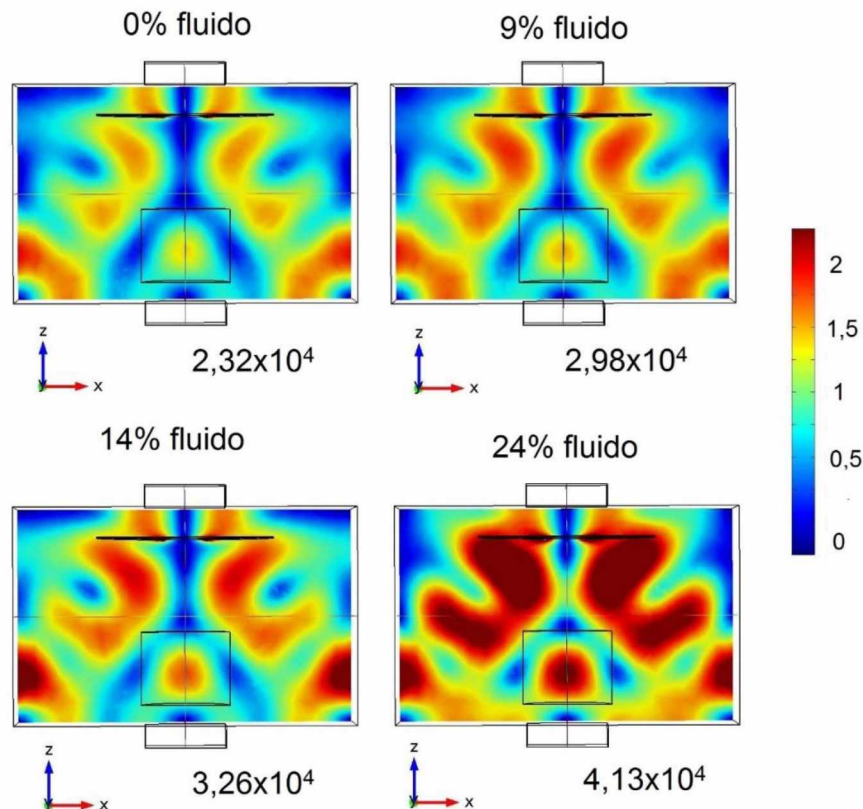 0% fluido
9% fluido
z
x
2,32x10⁴
z
x
2,98x10⁴
2
1,5
1
0,5
0
14% fluido
24% fluido
z
x
3,26x10⁴
z
x
4,13x10⁴